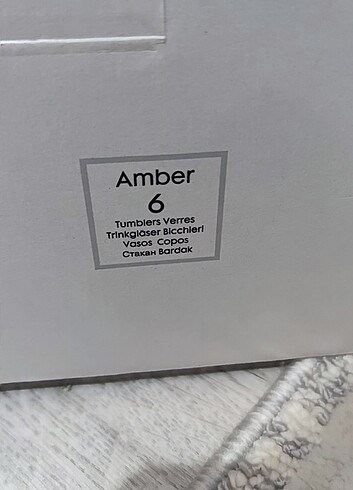 Amber
6
Tumblers Verres
Trinkgläser Bicchieri
Vasos Copos
Стакан Bardak